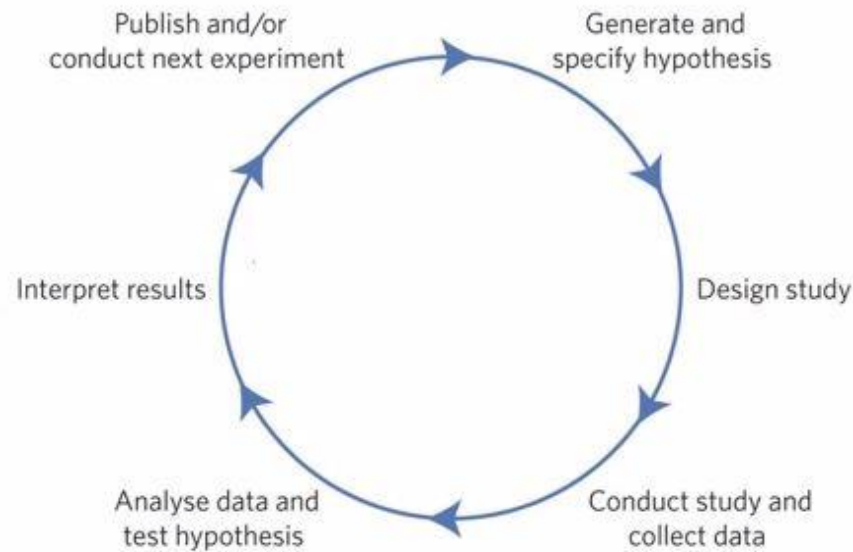 Publish and/or
conduct next experiment
Generate and
specify hypothesis
Design study
Conduct study and
collect data
Analyse data and
test hypothesis
Interpret results